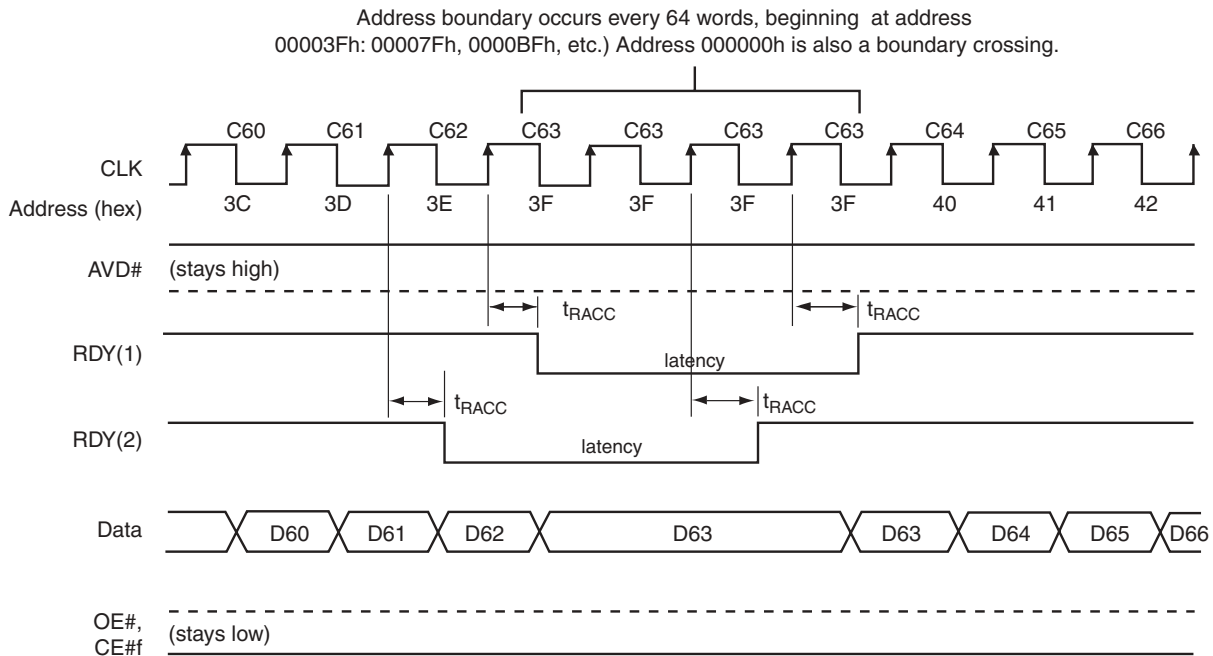 Address boundary occurs every 64 words, beginning at address
00003Fh: 00007Fh, 0000BFh, etc.) Address 000000h is also a boundary crossing.
C60 C61 C62 C63 C63 C63 C63 C64 C65 C66
CLK
Address (hex) 3C 3D 3E 3F 3F 3F 3F 40 41 42
AVD# (stays high)
tRACC tRACC
RDY(1) latency
tRACC tRACC
RDY(2) latency
Data D60 D61 D62 D63 D63 D64 D65 D66
OE#,
CE#f
(stays low)